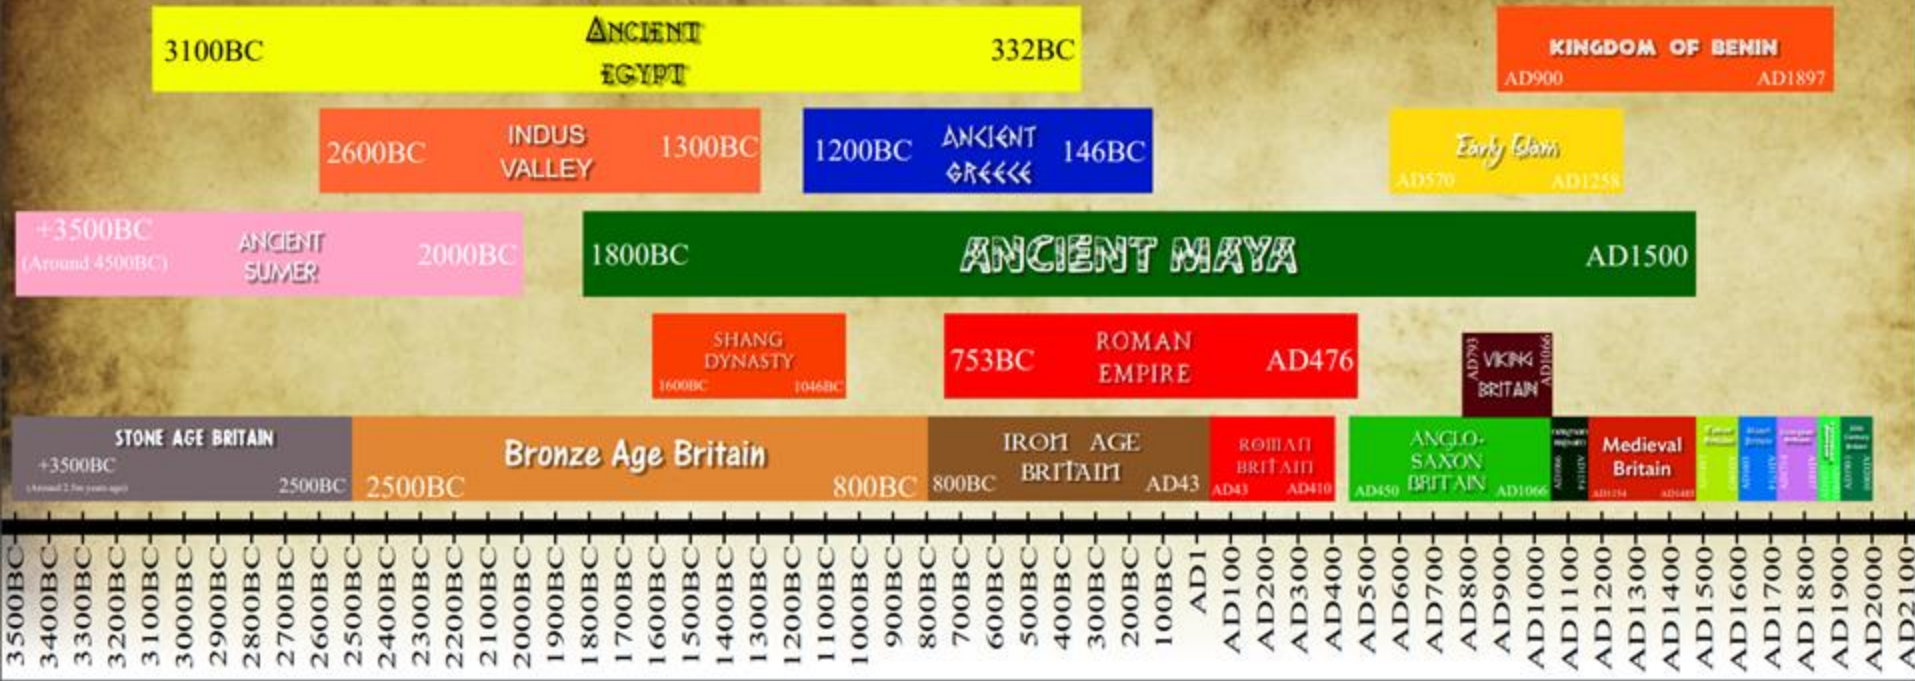 3100BC
ANCIENT
EGYPT
332BC
KINGDOM OF BENIN
AD900
AD1897
2600BC
INDUS
VALLEY
1300BC
1200BC
ANCIENT
GREECE
146BC
Early Islam
AD570
AD1258
+3500BC
(Around 4500BC)
ANCIENT
SUMER
2000BC
1800BC
ANCIENT MAYA
AD1500
SHANG
DYNASTY
1600BC
1046BC
753BC
ROMAN
EMPIRE
AD476
AD793
VIKING
BRITAIN
AD1066
STONE AGE BRITAIN
+3500BC
2500BC
2500BC
Bronze Age Britain
800BC
800BC
IRON AGE
BRITAIN
AD43
ROMAN
BRITAIN
AD43
AD410
AD450
ANGLO-
SAXON
BRITAIN
AD1066
AD1066
AD1154
Medieval
Britain
AD1154
AD1485
3500BC
3400BC
3300BC
3200BC
3100BC
3000BC
2900BC
2800BC
2700BC
2600BC
2500BC
2400BC
2300BC
2200BC
2100BC
2000BC
1900BC
1800BC
1700BC
1600BC
1500BC
1400BC
1300BC
1200BC
1100BC
1000BC
900BC
800BC
700BC
600BC
500BC
400BC
300BC
200BC
100BC
AD1
AD100
AD200
AD300
AD400
AD500
AD600
AD700
AD800
AD900
AD1000
AD1100
AD1200
AD1300
AD1400
AD1500
AD1600
AD1700
AD1800
AD1900
AD2000
AD2100